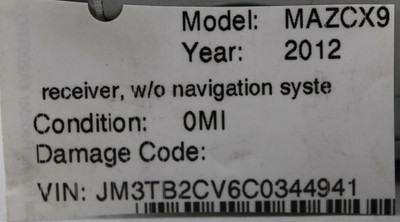 Model: MAZCX9
Year: 2012
receiver, w/o navigation syste
Condition: 0MI
Damage Code:
VIN: JM3TB2CV6C0344941